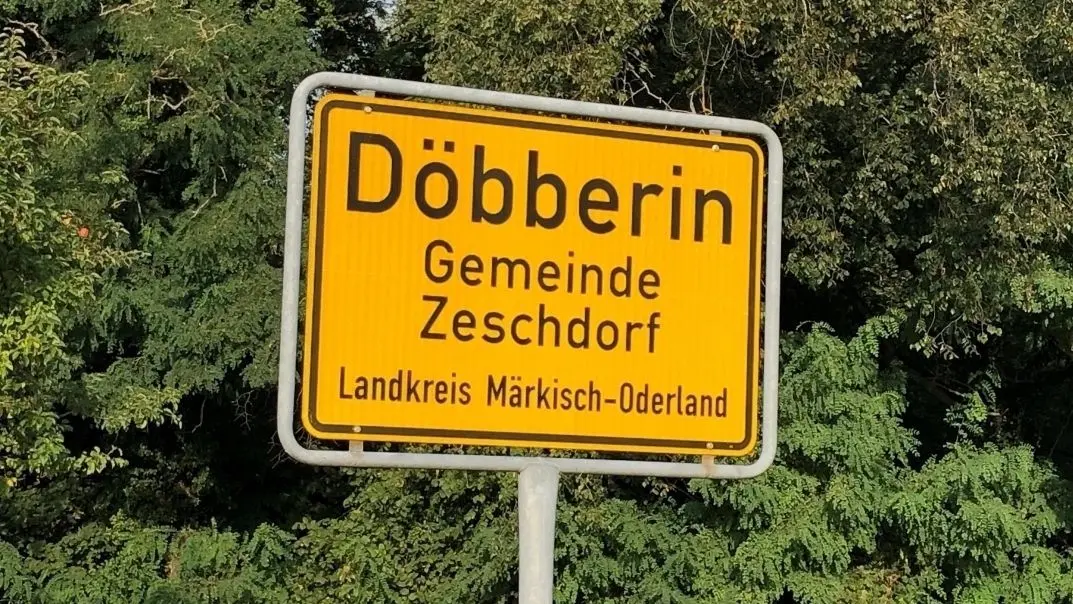 Döbberin
Gemeinde
Zeschdorf
Landkreis Märkisch-Oderland